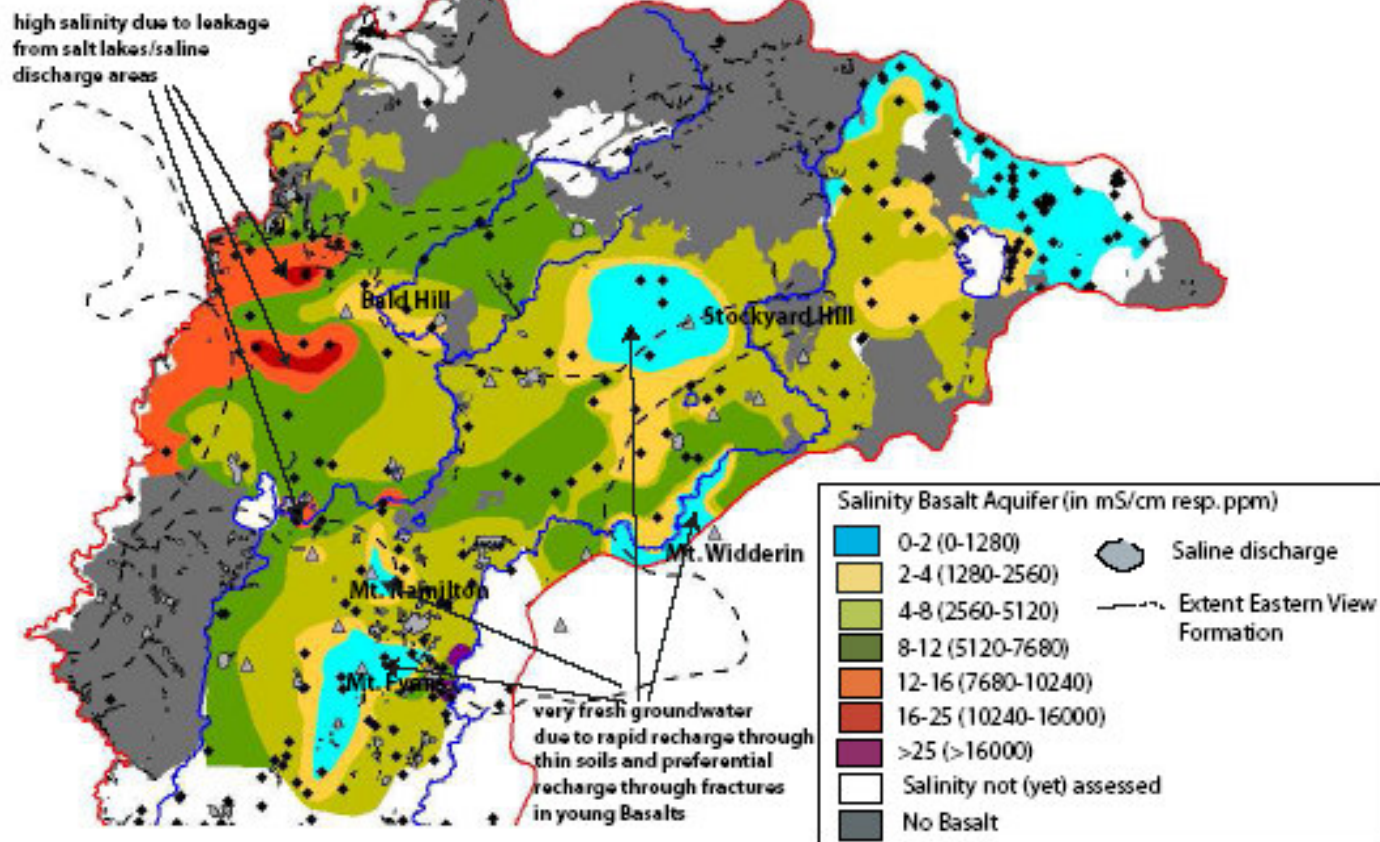 high salinity due to leakage
from salt lakes/saline
discharge areas
Bald Hill
Stockyard Hill
Mt. Widderin
Mt. Hamilton
Mt. Fyans
very fresh groundwater
due to rapid recharge through
thin soils and preferential
recharge through fractures
in young Basalts
Salinity Basalt Aquifer (in mS/cm resp. ppm)
0-2 (0-1280)
2-4 (1280-2560)
4-8 (2560-5120)
8-12 (5120-7680)
12-16 (7680-10240)
16-25 (10240-16000)
>25 (>16000)
Salinity not (yet) assessed
No Basalt
Saline discharge
Extent Eastern View
Formation